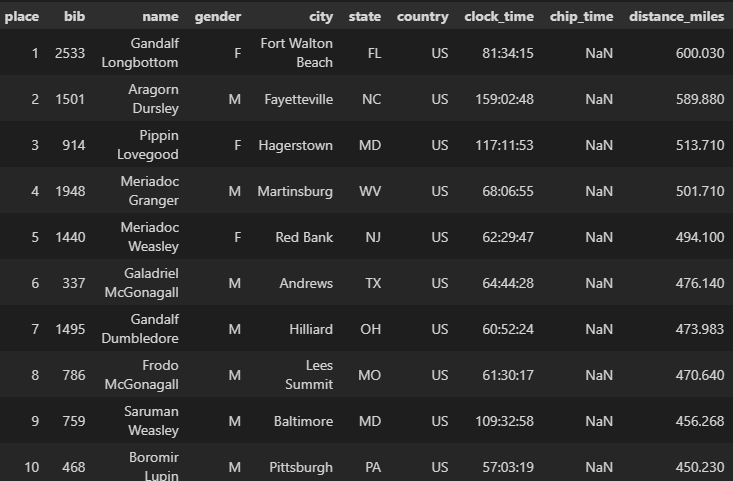 place bib name gender city state country clock_time chip_time distance_miles
1 2533 Gandalf Longbottom F Fort Walton Beach FL US 81:34:15 NaN 600.030
2 1501 Aragorn Dursley M Fayetteville NC US 159:02:48 NaN 589.880
3 914 Pippin Lovegood F Hagerstown MD US 117:11:53 NaN 513.710
4 1948 Meriadoc Granger M Martinsburg WV US 68:06:55 NaN 501.710
5 1440 Meriadoc Weasley F Red Bank NJ US 62:29:47 NaN 494.100
6 337 Galadriel McGonagall M Andrews TX US 64:44:28 NaN 476.140
7 1495 Gandalf Dumbledore M Hilliard OH US 60:52:24 NaN 473.983
8 786 Frodo McGonagall M Lees Summit MO US 61:30:17 NaN 470.640
9 759 Saruman Weasley M Baltimore MD US 109:32:58 NaN 456.268
10 468 Boromir Lupin M Pittsburgh PA US 57:03:19 NaN 450.230